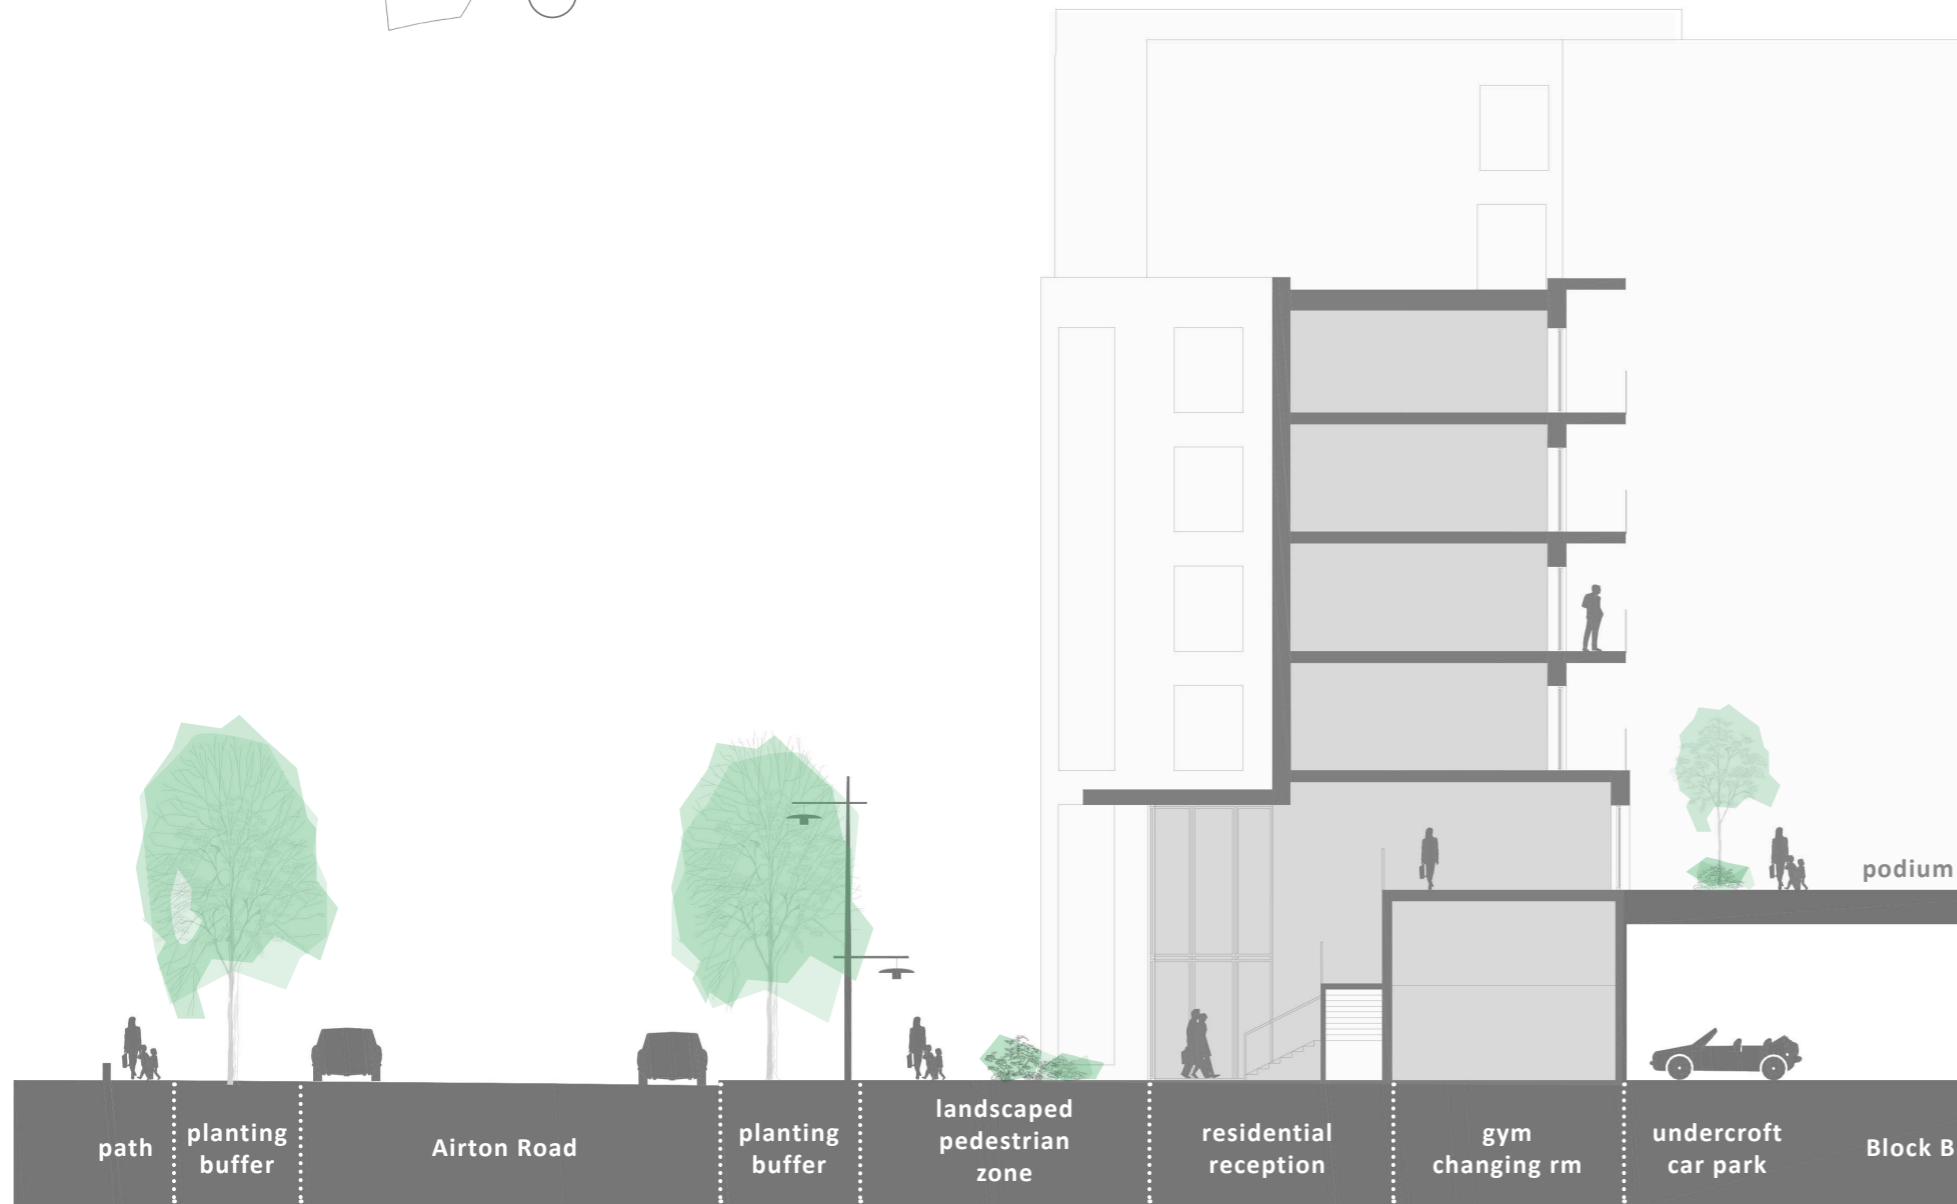 podium
path
planting
buffer
Airton Road
planting
buffer
landscaped
pedestrian
zone
residential
reception
gym
changing rm
undercroft
car park
Block B